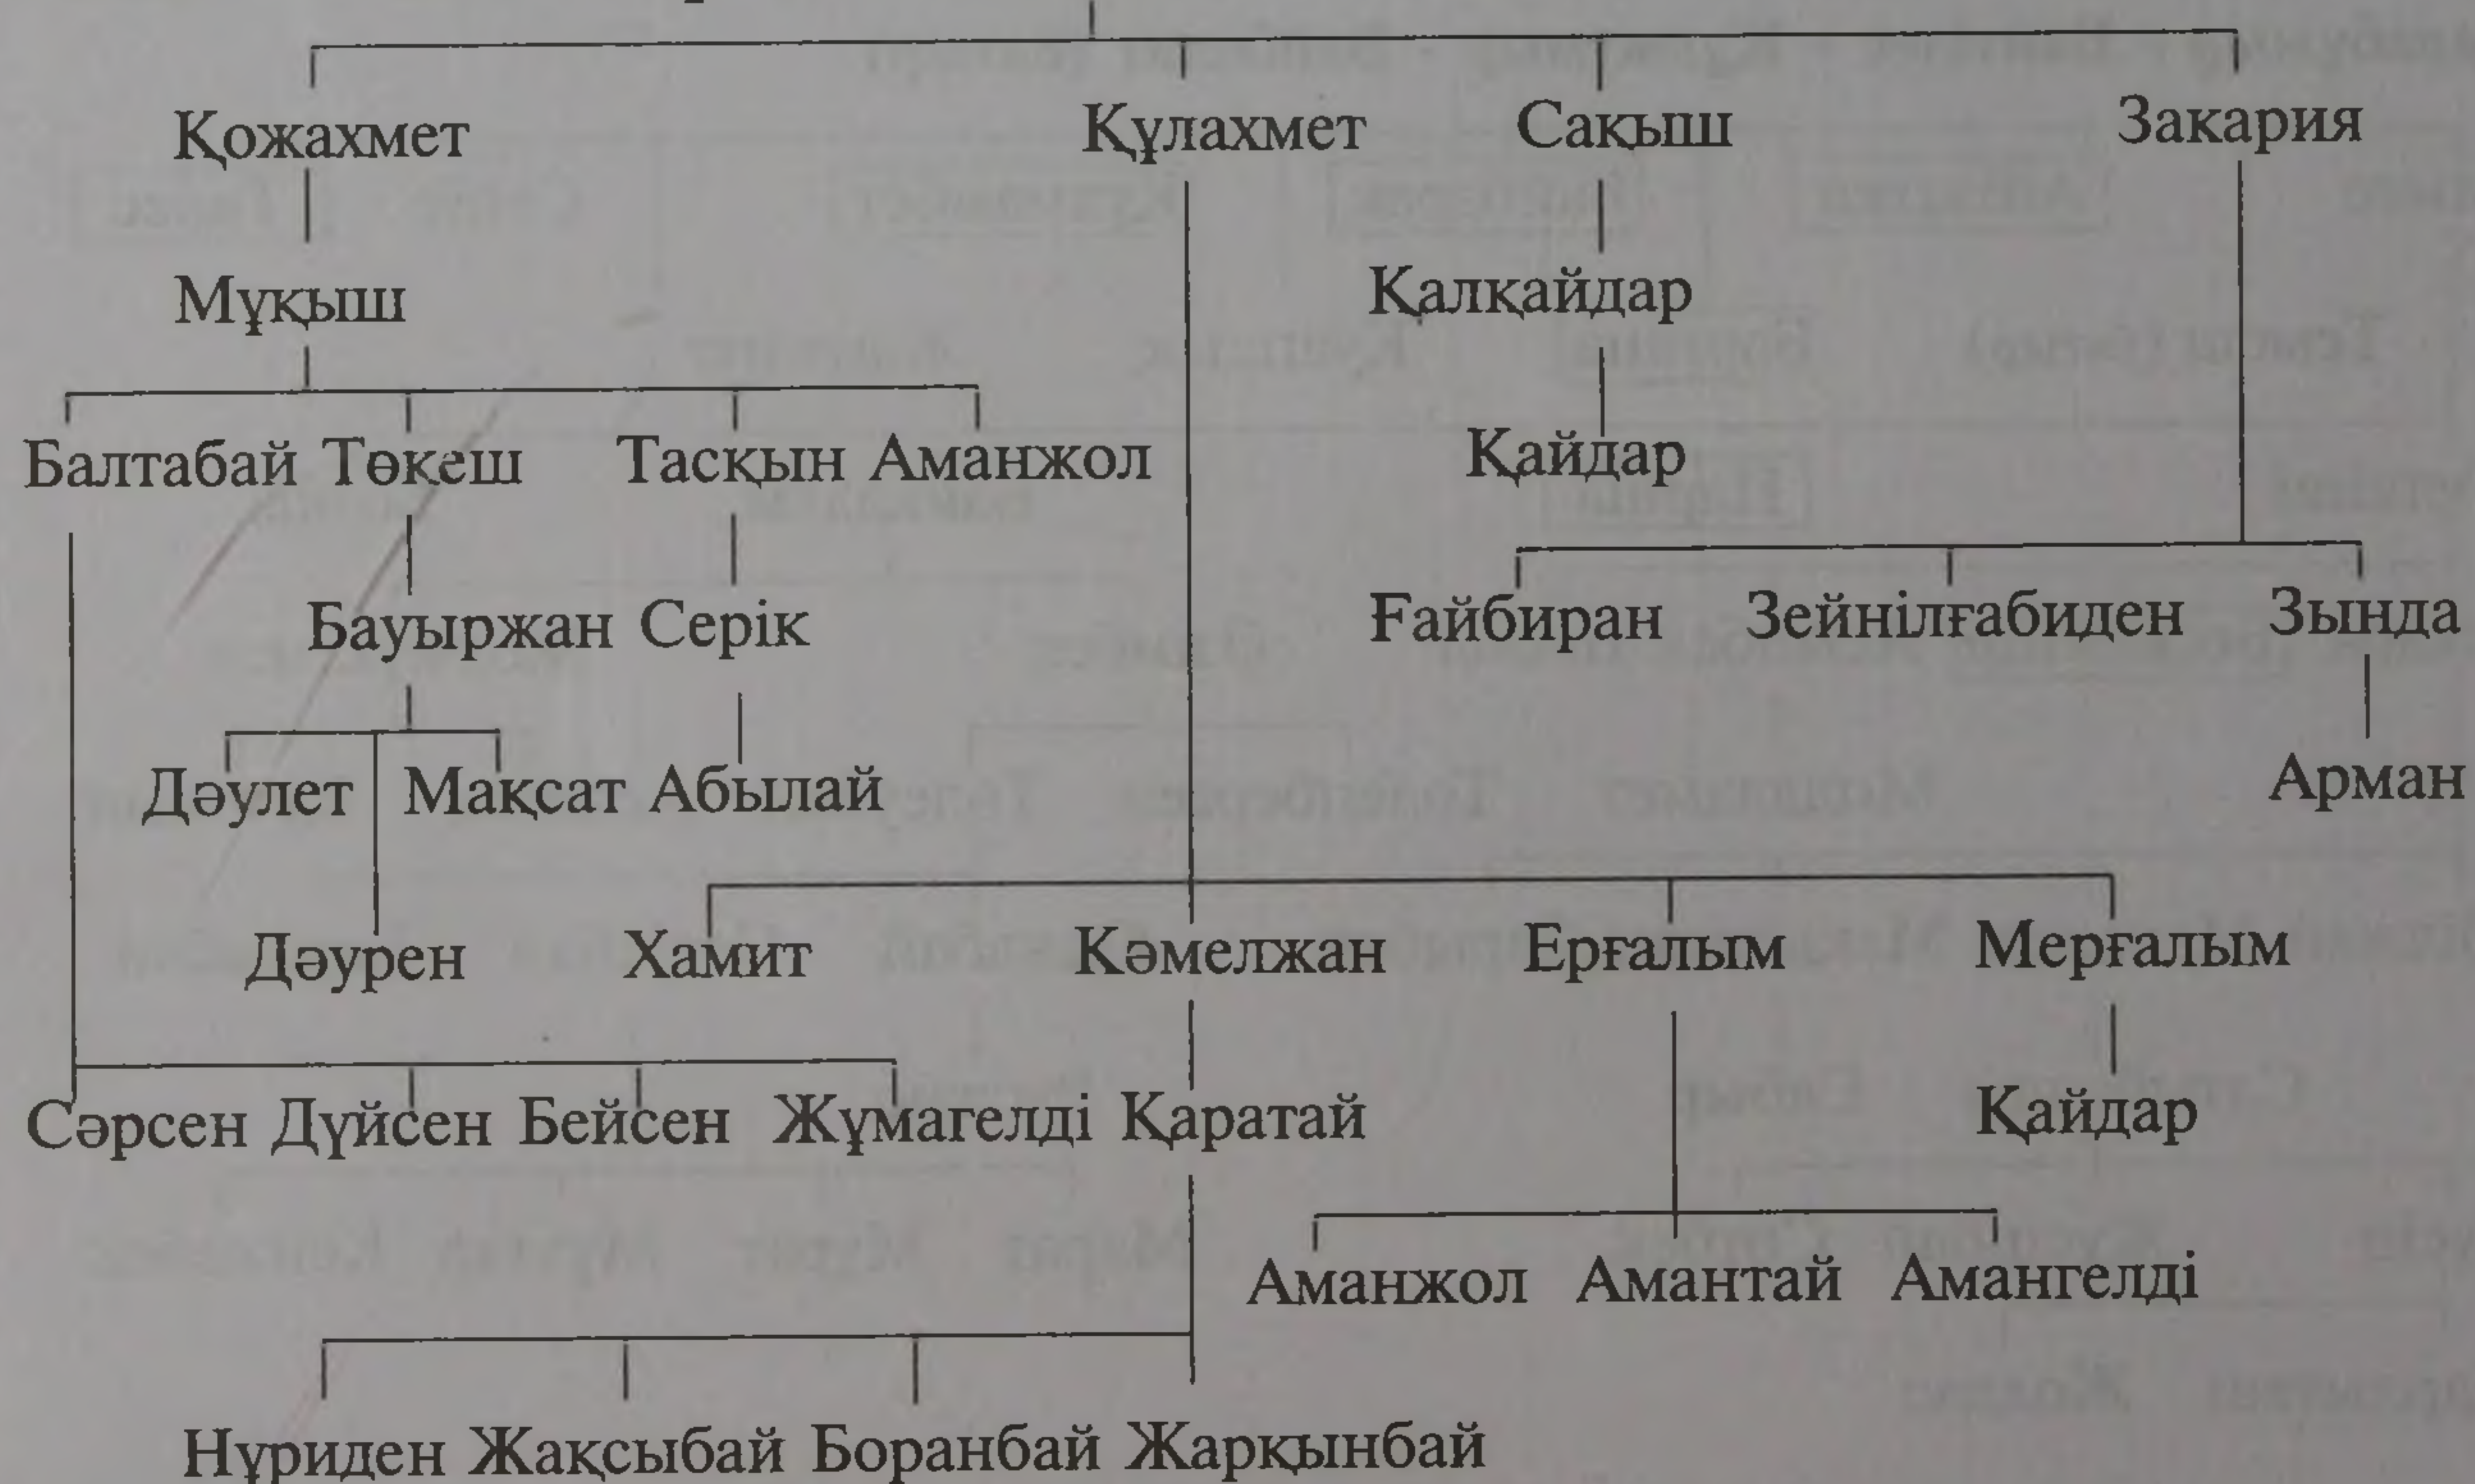 Қожахмет Құлахмет Сақыш Закария
Мұқыш Қалқайдар
Балтабай Төкеш Тасқын Аманжол Қайдар
Бауыржан Серік Ғайбиран Зейнілғабиден Зында
Дәулет Мақсат Абылай Арман
Дәурен Хамит Кәмелжан Ерғалым Мерғалым
Сәрсен Дүйсен Бейсен Жұмагелді Қаратай Қайдар
Аманжол Амантай Амангелді
Нұриден Жақсыбай Боранбай Жарқынбай